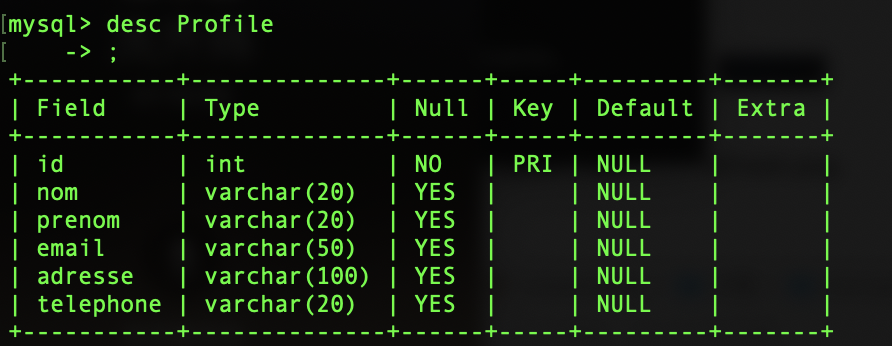 [mysql> desc Profile
[    -> ;
+-----------+--------------+------+-----+---------+-------+
| Field     | Type         | Null | Key | Default | Extra |
+-----------+--------------+------+-----+---------+-------+
| id        | int          | NO   | PRI | NULL    |       |
| nom       | varchar(20)  | YES  |     | NULL    |       |
| prenom    | varchar(20)  | YES  |     | NULL    |       |
| email     | varchar(50)  | YES  |     | NULL    |       |
| adresse   | varchar(100) | YES  |     | NULL    |       |
| telephone | varchar(20)  | YES  |     | NULL    |       |
+-----------+--------------+------+-----+---------+-------+